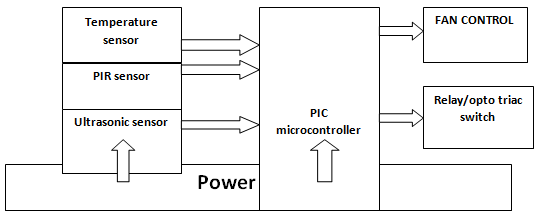 Temperature
sensor
PIR sensor
Ultrasonic sensor
PIC
microcontroller
FAN CONTROL
Relay/opto triac
switch
Power